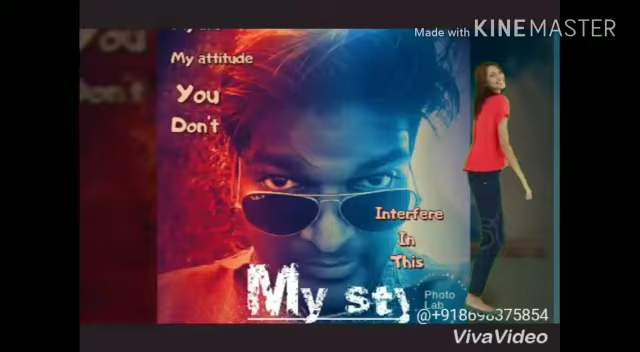 Made with KINEMASTER
My attitude
You
Don't
Interfere
In
This
My sty
Photo
Lab
@+918698375854
VivaVideo